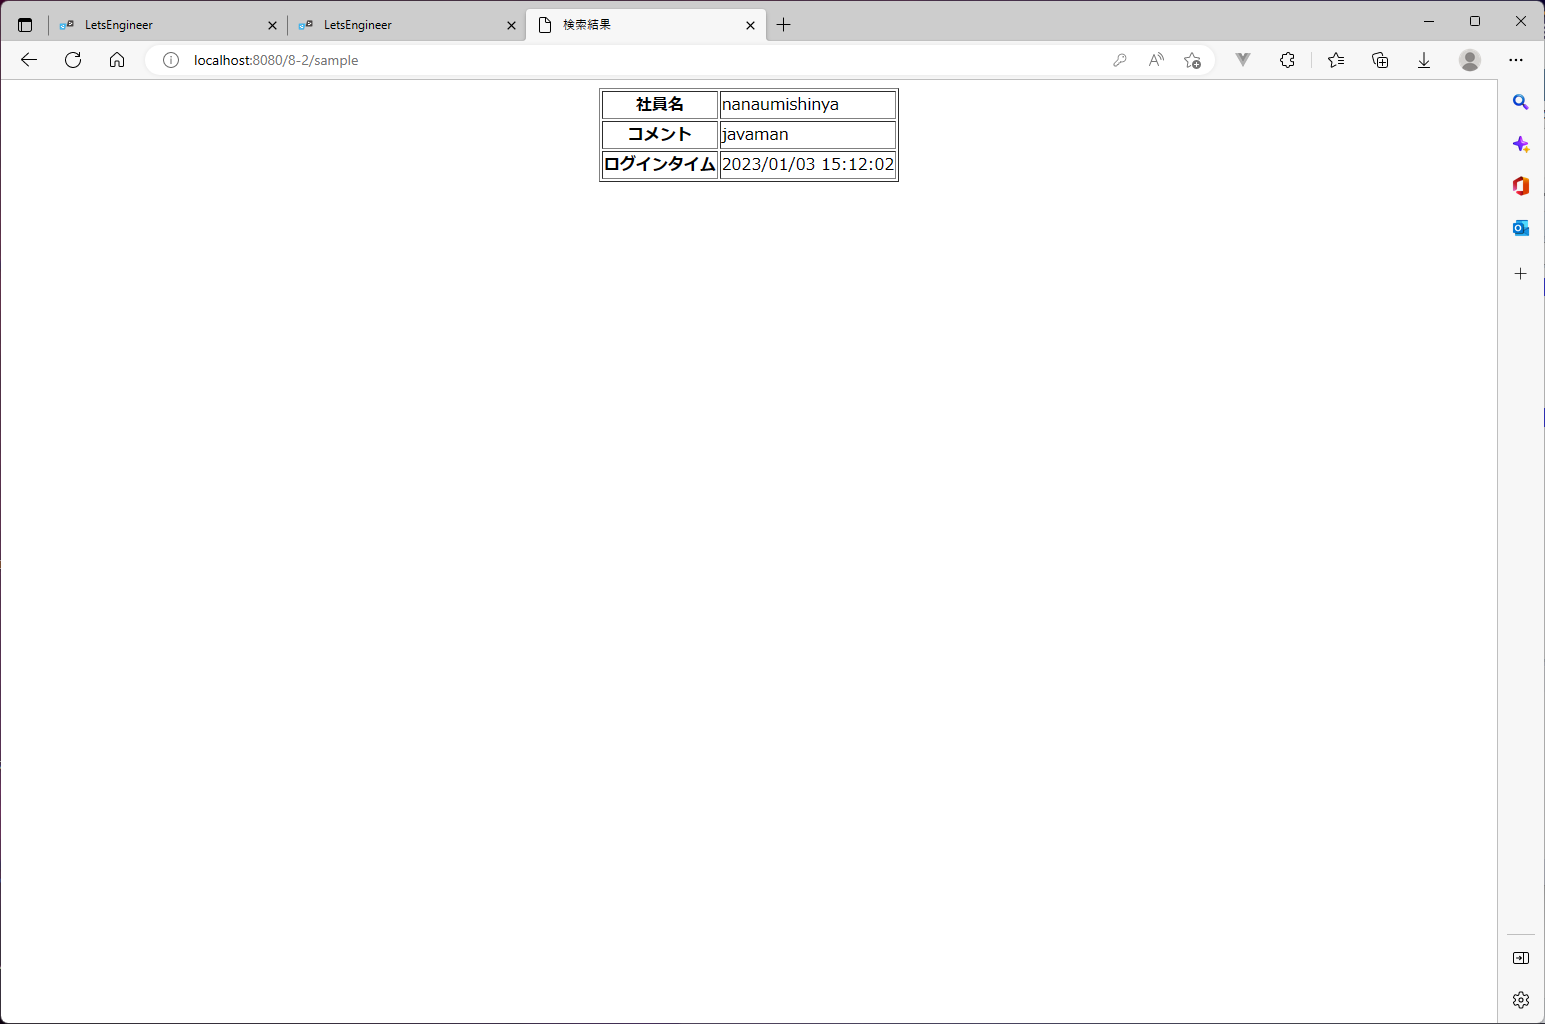 LetsEngineer
LetsEngineer
検索結果
localhost:8080/8-2/sample
社員名 nanaumishinya
コメント javaman
ログインタイム 2023/01/03 15:12:02